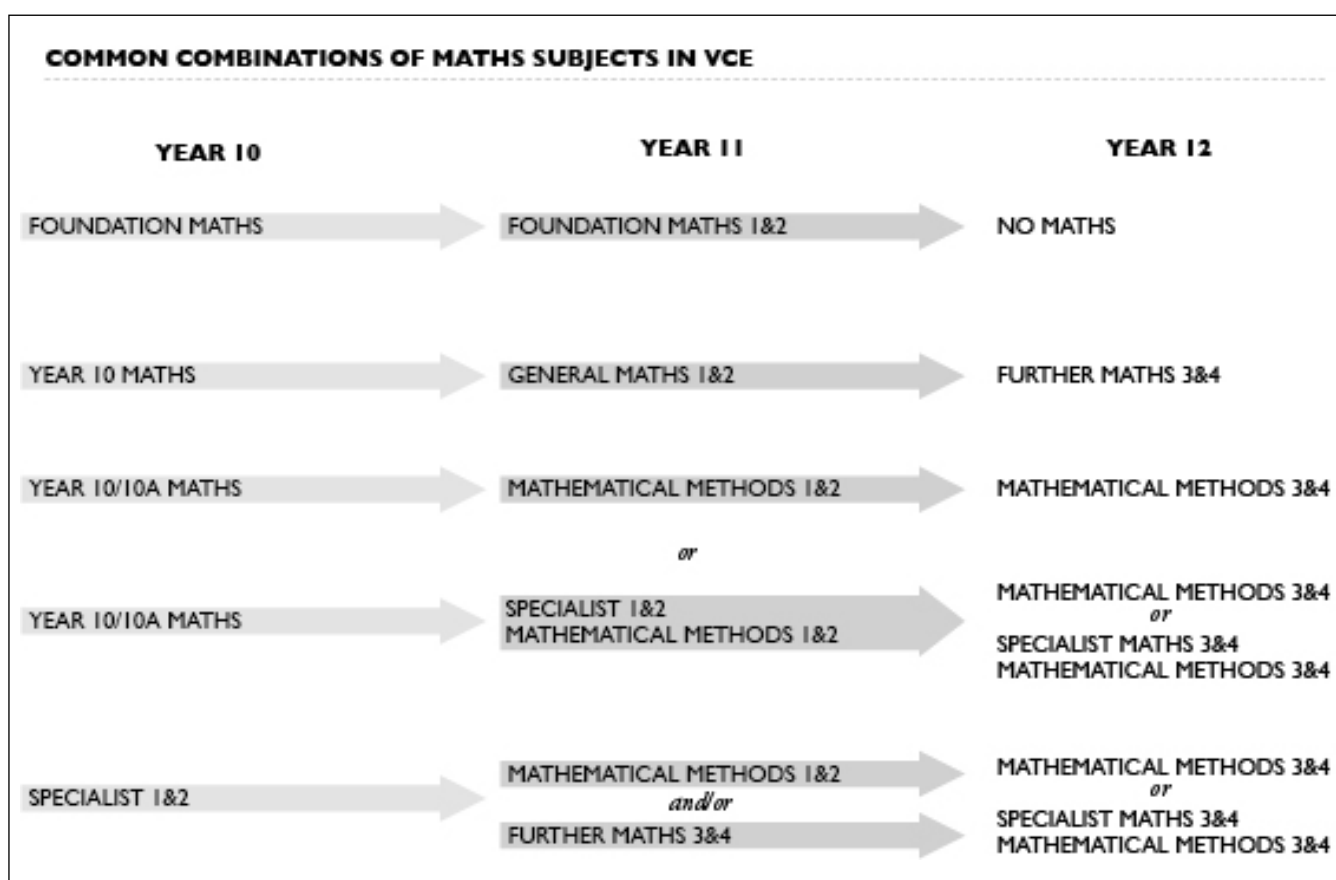 COMMON COMBINATIONS OF MATHS SUBJECTS IN VCE
YEAR 10
YEAR 11
YEAR 12
FOUNDATION MATHS
FOUNDATION MATHS 1&2
NO MATHS
YEAR 10 MATHS
GENERAL MATHS 1&2
FURTHER MATHS 3&4
YEAR 10/10A MATHS
MATHEMATICAL METHODS 1&2
MATHEMATICAL METHODS 3&4
or
YEAR 10/10A MATHS
SPECIALIST 1&2
MATHEMATICAL METHODS 1&2
MATHEMATICAL METHODS 3&4
or
SPECIALIST MATHS 3&4
MATHEMATICAL METHODS 3&4
SPECIALIST 1&2
MATHEMATICAL METHODS 1&2
and/or
FURTHER MATHS 3&4
MATHEMATICAL METHODS 3&4
or
SPECIALIST MATHS 3&4
MATHEMATICAL METHODS 3&4